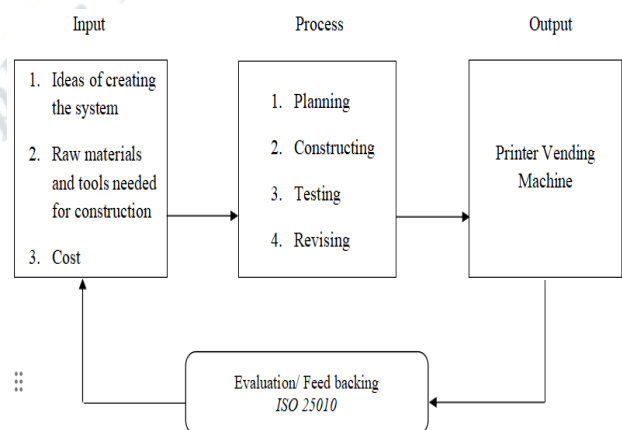 Input
Process
Output
1. Ideas of creating
the system
2. Raw materials
and tools needed
for construction
3. Cost
1. Planning
2. Constructing
3. Testing
4. Revising
Printer Vending
Machine
Evaluation/ Feed backing
ISO 25010